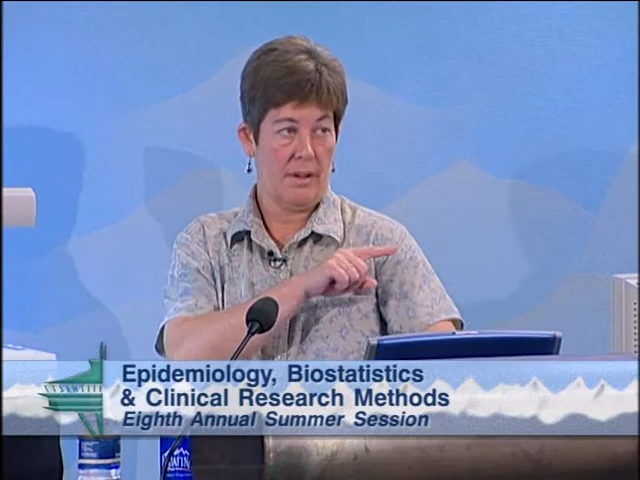 Epidemiology, Biostatistics
& Clinical Research Methods
Eighth Annual Summer Session